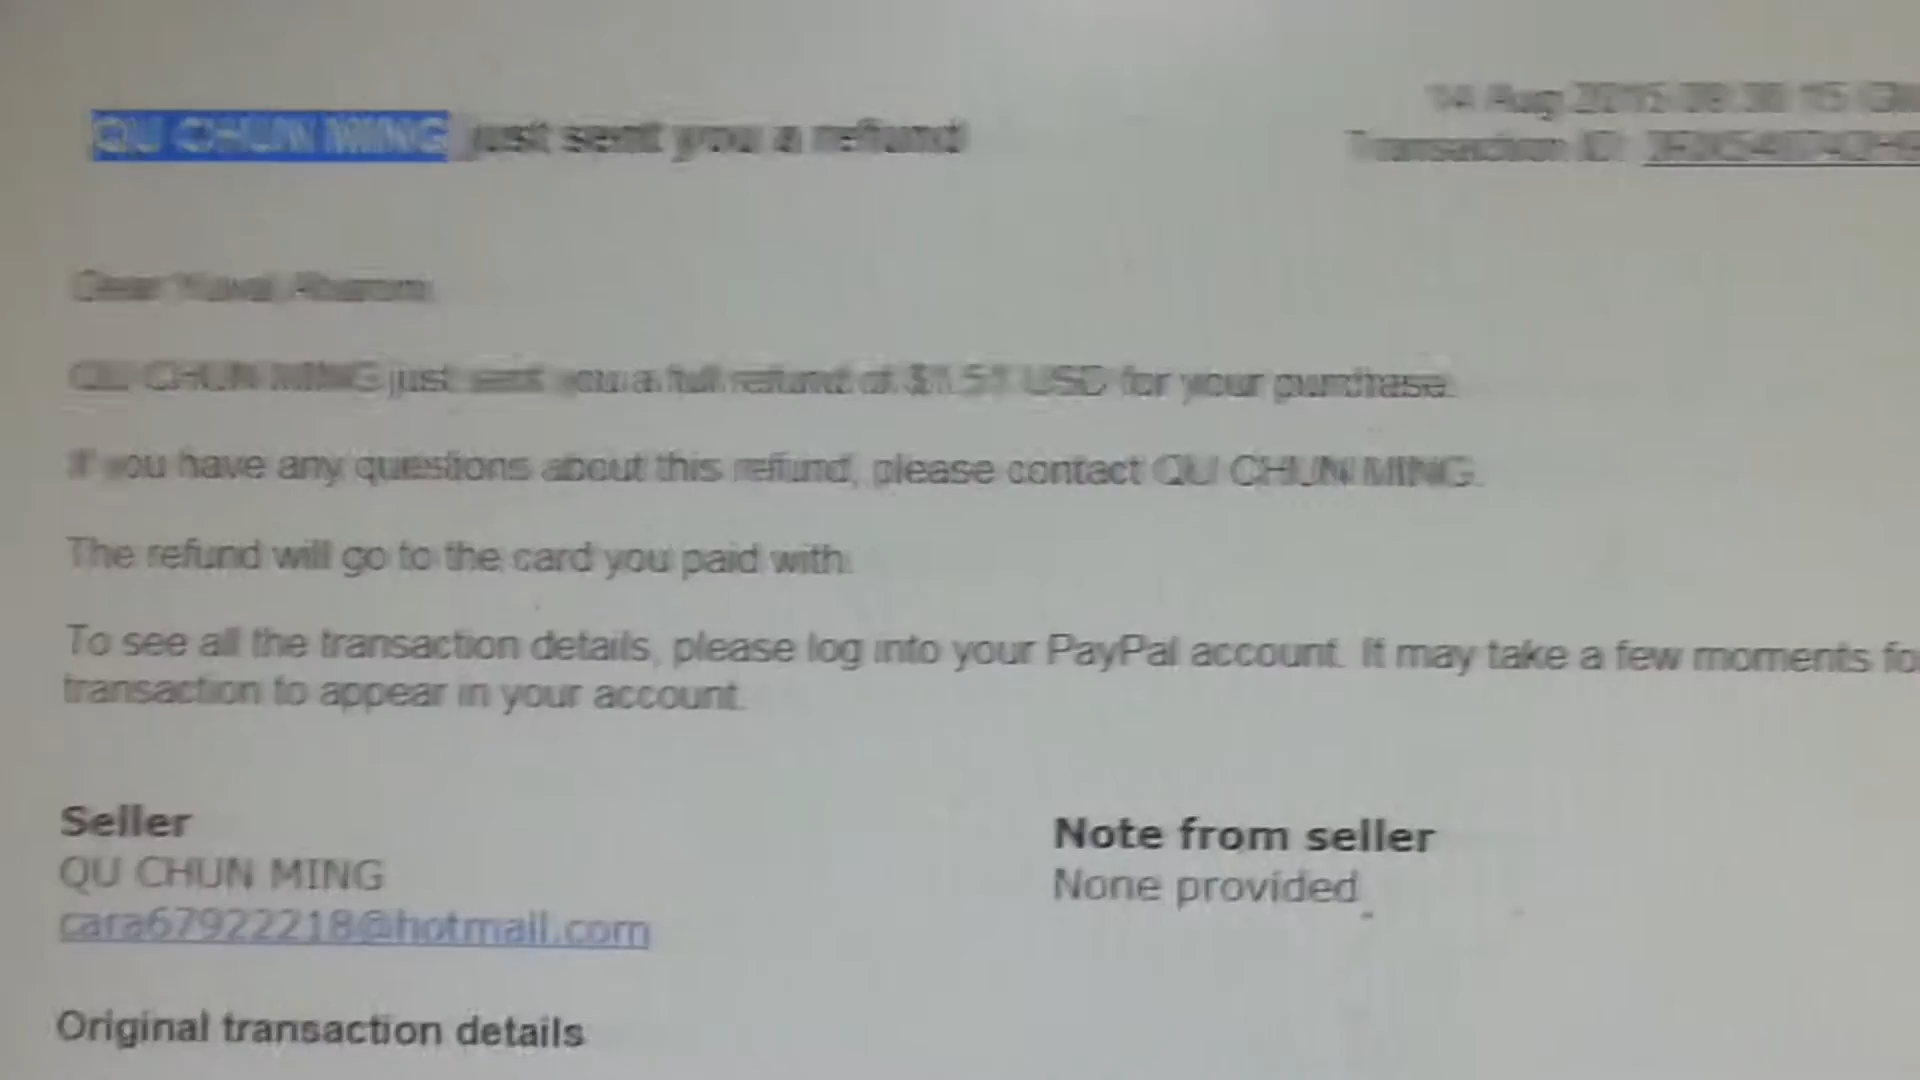 QU CHUN MING just sent you a refund
14 Aug
Transaction ID:
Dear
QU CHUN MING just sent you a full refund of $1.51 USD for your purchase.
If you have any questions about this refund, please contact QU CHUN MING.
The refund will go to the card you paid with.
To see all the transaction details, please log into your PayPal account. It may take a few moments
transaction to appear in your account.
Seller
QU CHUN MING
cara67922218@hotmail.com
Note from seller
None provided
Original transaction details